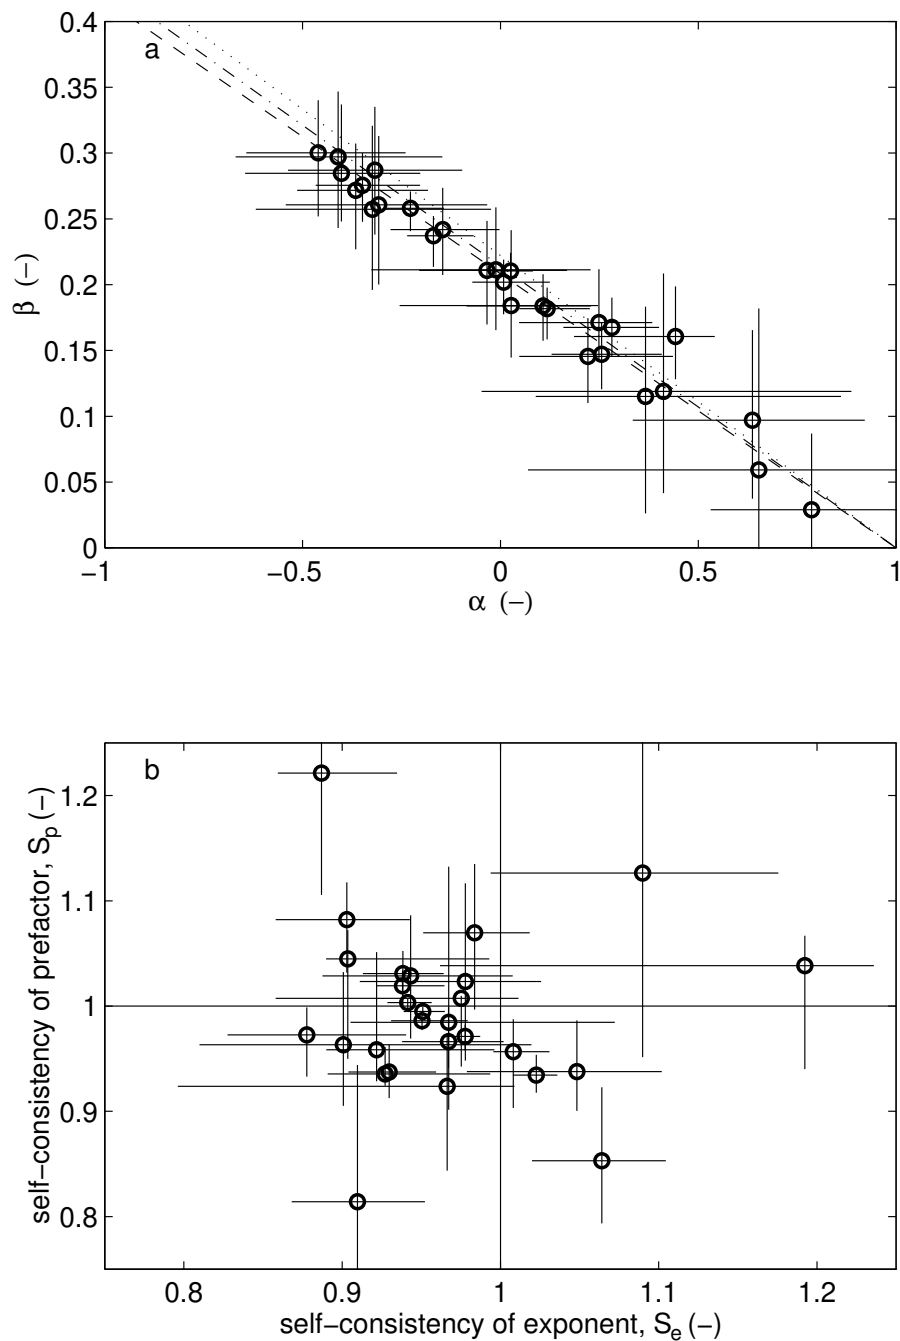 0.4
a
0.35
0.3
0.25
0.2
0.15
0.1
0.05
0
β (−)
−1 −0.5 0 0.5 1
α (−)
b
1.2
1.1
1
0.9
0.8
self−consistency of prefactor, Sp (−)
0.8 0.9 1 1.1 1.2
self−consistency of exponent, Se (−)